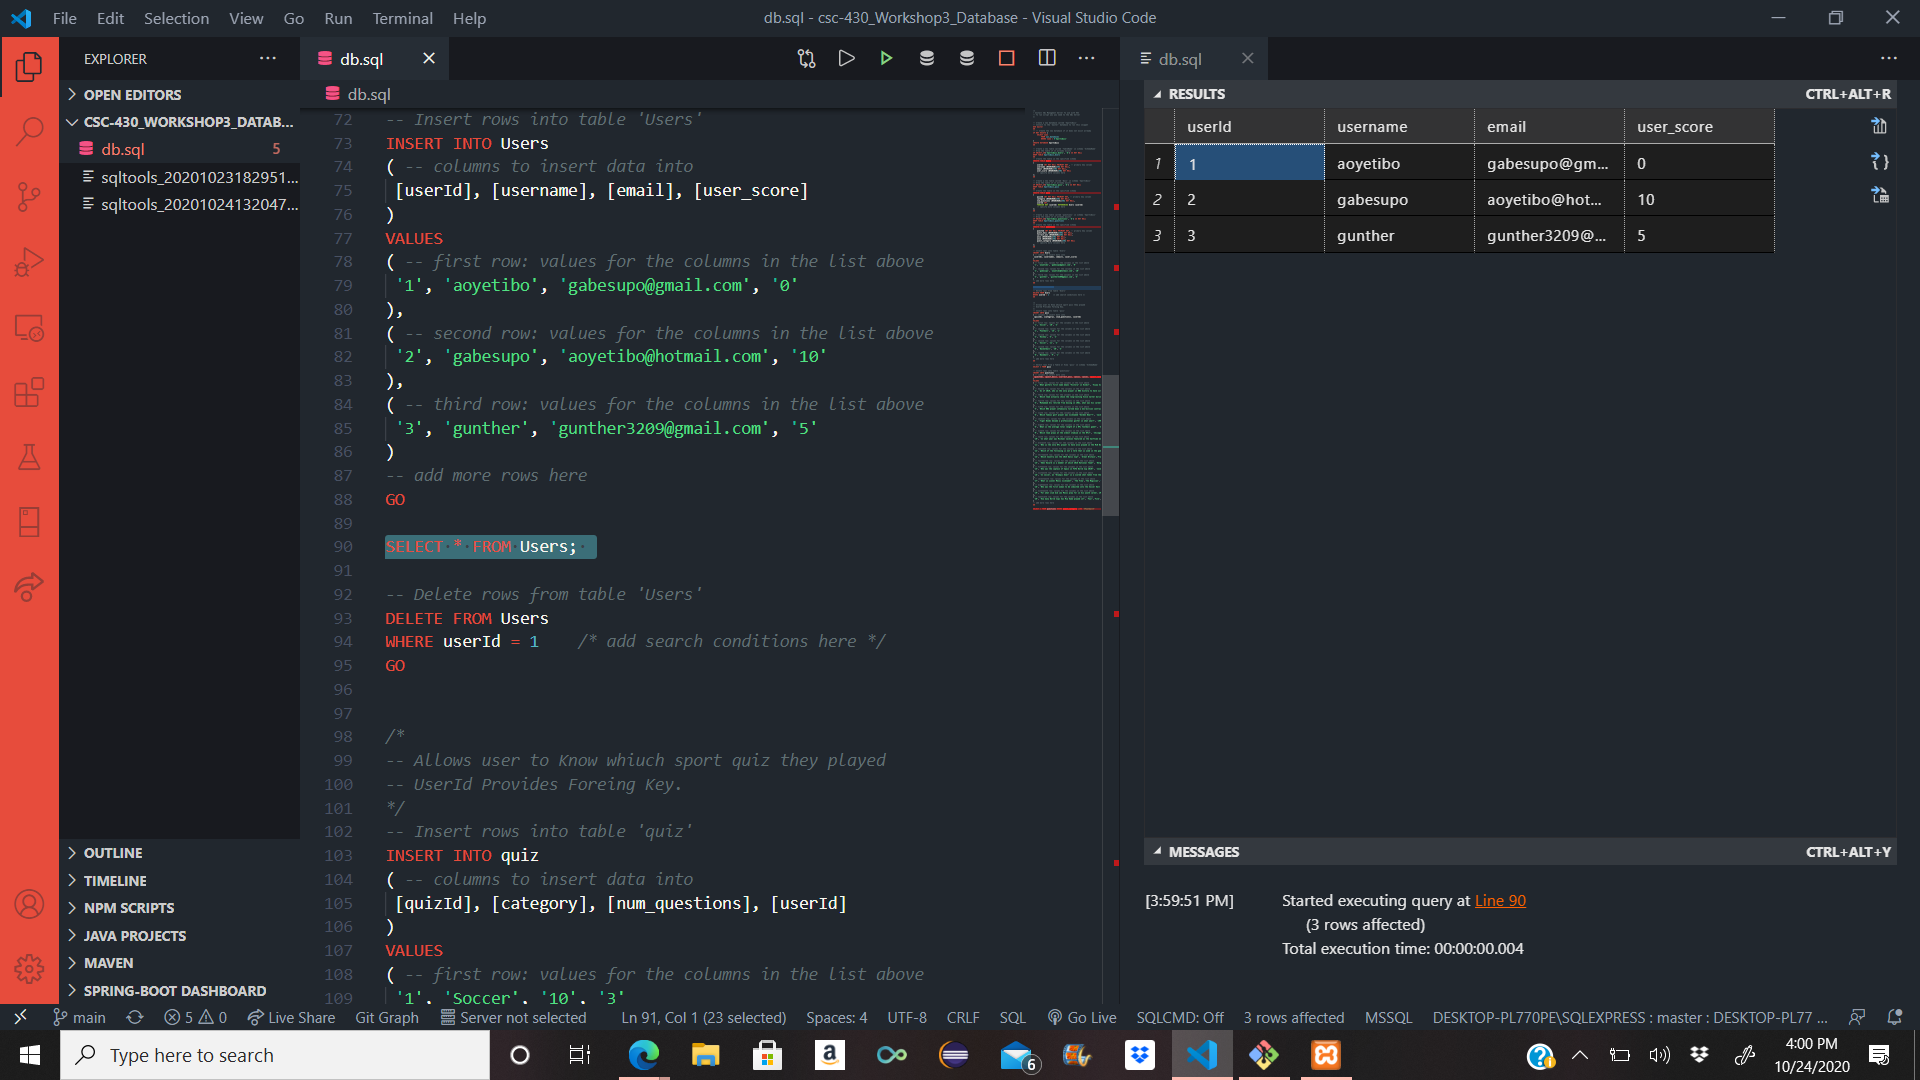 File Edit Selection View Go Run Terminal Help
db.sql - csc-430_Workshop3_Database - Visual Studio Code
EXPLORER
OPEN EDITORS
CSC-430_WORKSHOP3_DATAB...
db.sql 5
sqltools_20201023182951...
sqltools_20201024132047...
OUTLINE
TIMELINE
NPM SCRIPTS
JAVA PROJECTS
MAVEN
SPRING-BOOT DASHBOARD
db.sql
db.sql
72 -- Insert rows into table 'Users'
73 INSERT INTO Users
74 ( -- columns to insert data into
75 [userId], [username], [email], [user_score]
76 )
77 VALUES
78 ( -- first row: values for the columns in the list above
79 '1', 'aoyetibo', 'gabesupo@gmail.com', '0'
80 ),
81 ( -- second row: values for the columns in the list above
82 '2', 'gabesupo', 'aoyetibo@hotmail.com', '10'
83 ),
84 ( -- third row: values for the columns in the list above
85 '3', 'gunther', 'gunther3209@gmail.com', '5'
86 )
87 -- add more rows here
88 GO
89
90 SELECT * FROM Users;
91
92 -- Delete rows from table 'Users'
93 DELETE FROM Users
94 WHERE userId = 1 /* add search conditions here */
95 GO
96
97
98 /*
99 -- Allows user to Know whiuch sport quiz they played
100 -- UserId Provides Foreing Key.
101 */
102 -- Insert rows into table 'quiz'
103 INSERT INTO quiz
104 ( -- columns to insert data into
105 [quizId], [category], [num_questions], [userId]
106 )
107 VALUES
108 ( -- first row: values for the columns in the list above
109 '1', 'Soccer', '10', '3'
db.sql
RESULTS CTRL+ALT+R
userId username email user_score
1 1 aoyetibo gabesupo@gm... 0
2 2 gabesupo aoyetibo@hot... 10
3 3 gunther gunther3209@... 5
MESSAGES CTRL+ALT+Y
[3:59:51 PM] Started executing query at Line 90
(3 rows affected)
Total execution time: 00:00:00.004
main 5 0 Live Share Git Graph Server not selected Ln 91, Col 1 (23 selected) Spaces: 4 UTF-8 CRLF SQL Go Live SQLCMD: Off 3 rows affected MSSQL DESKTOP-PL770PE\SQLEXPRESS : master : DESKTOP-PL77 ...
Type here to search
6
4:00 PM
10/24/2020